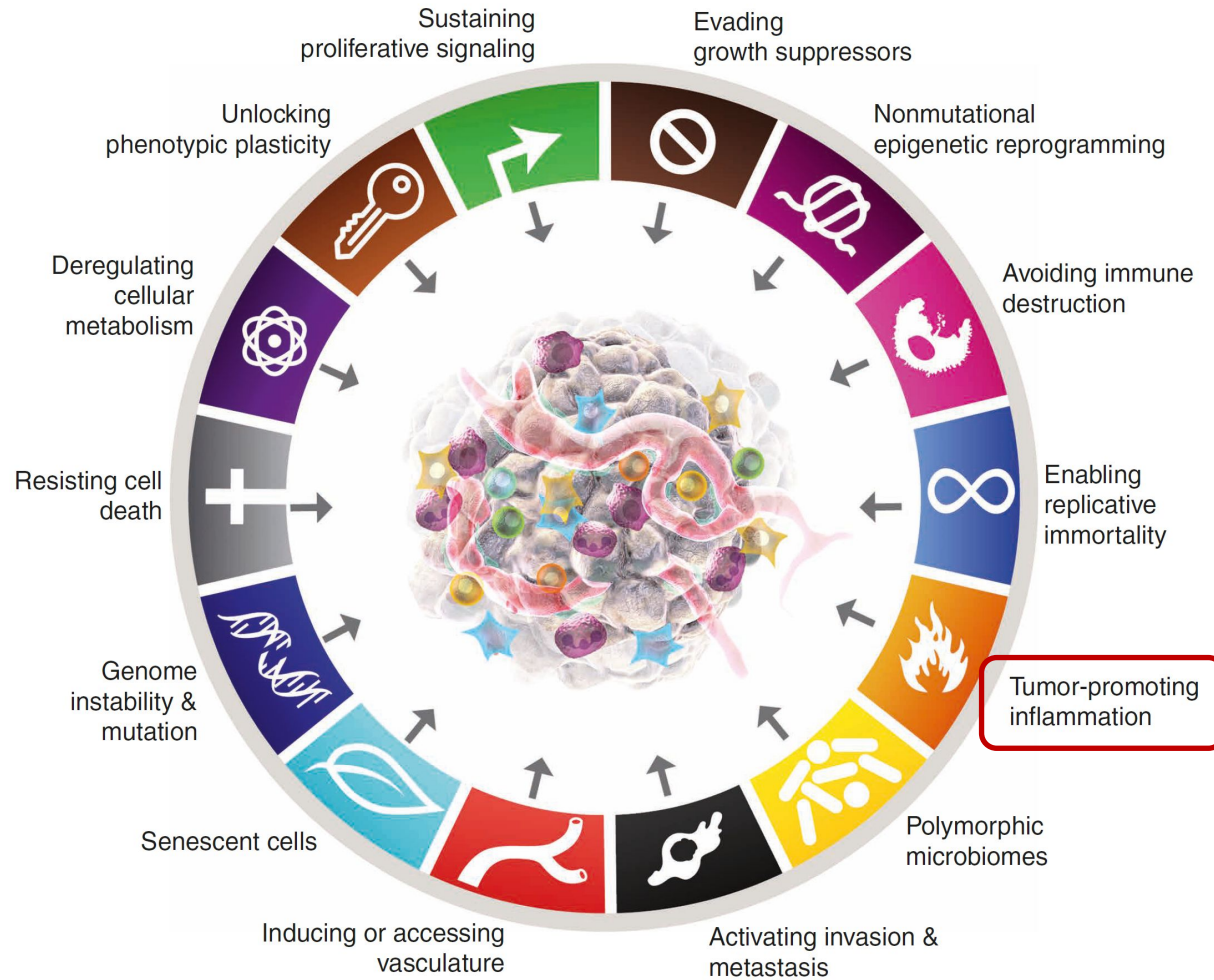 Sustaining
proliferative signaling
Evading
growth suppressors
Nonmutational
epigenetic reprogramming
Avoiding immune
destruction
Enabling
replicative
immortality
Tumor-promoting
inflammation
Polymorphic
microbiomes
Activating invasion &
metastasis
Inducing or accessing
vasculature
Senescent cells
Genome
instability &
mutation
Resisting cell
death
Deregulating
cellular
metabolism
Unlocking
phenotypic plasticity